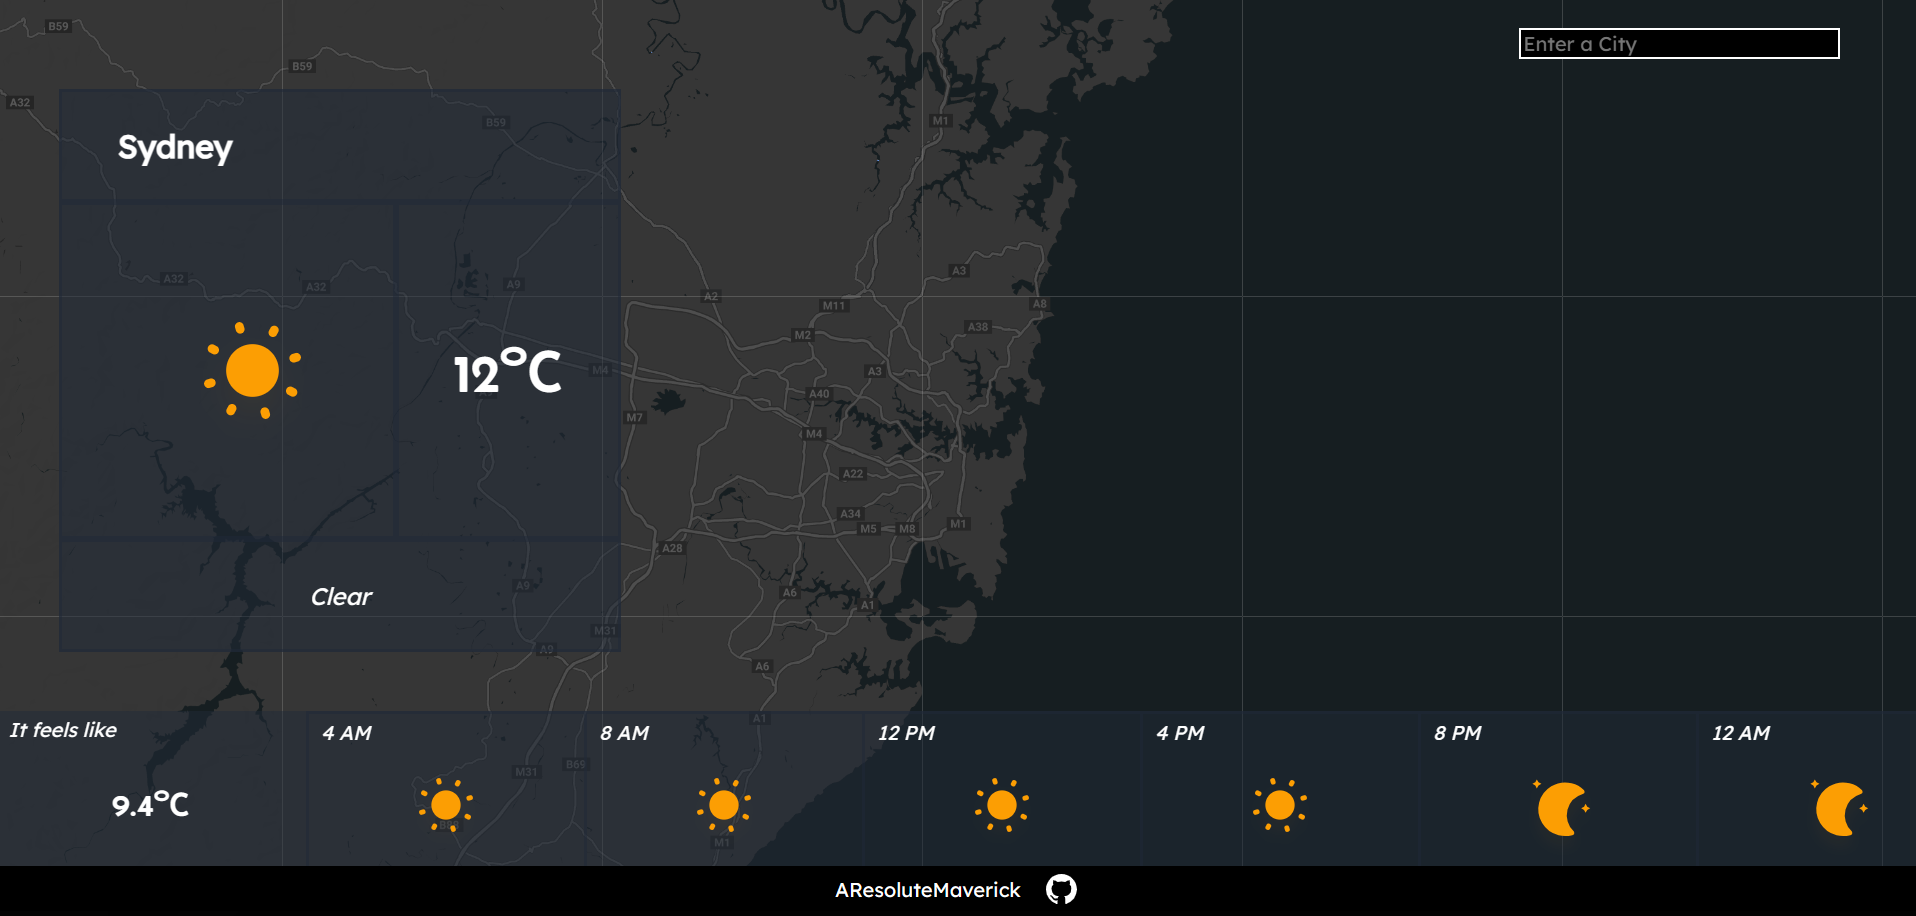 B59
B59
A32
Enter a City
B59
M1
Sydney
A32
A32
A9
A3
A2
M11
A8
M2
A38
12°C
M4
A3
A40
M7
M4
A22
A34
M5
M8
M1
A28
A9
Clear
A6
A1
M31
A9
A6
A1
It feels like
4 AM
8 AM
12 PM
4 PM
8 PM
12 AM
M31
B69
9.4°C
M1
AResoluteMaverick